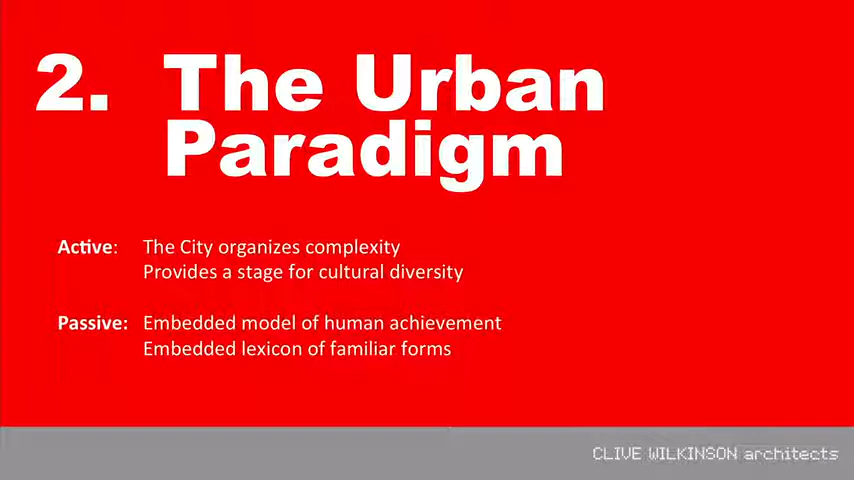 2. The Urban
Paradigm
Active: The City organizes complexity
Provides a stage for cultural diversity
Passive: Embedded model of human achievement
Embedded lexicon of familiar forms
CLIVE WILKINSON architects